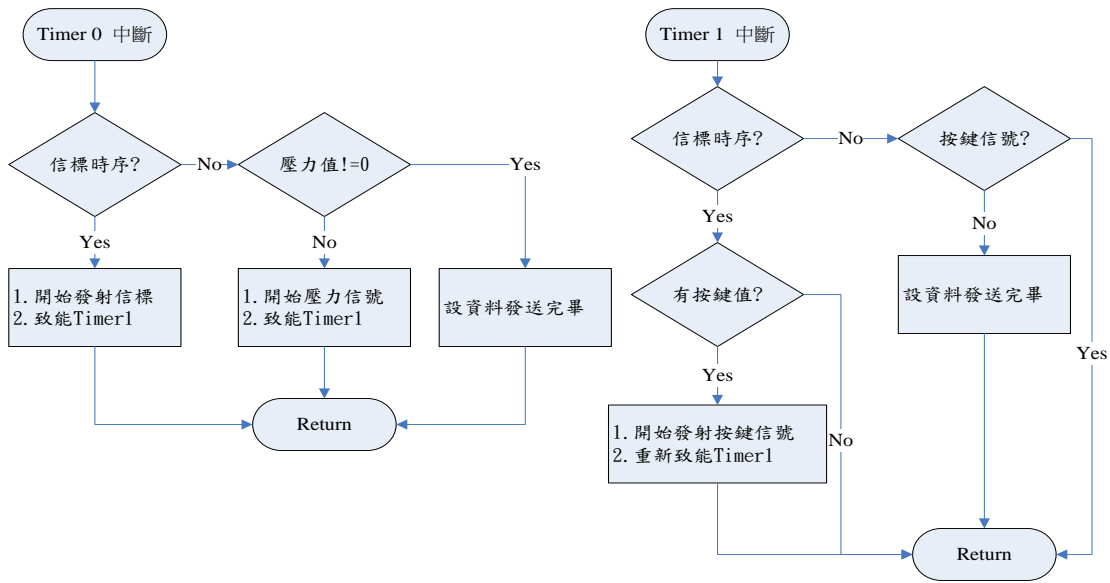 Timer 0 中斷
信標時序?
No
壓力值!=0
Yes
Yes
No
1.開始發射信標
2.致能Timer1
1.開始壓力信號
2.致能Timer1
設資料發送完畢
Return
Timer 1 中斷
信標時序?
No
按鍵信號?
Yes
No
有按鍵值?
設資料發送完畢
Yes
Yes
1.開始發射按鍵信號
2.重新致能Timer1
No
Return